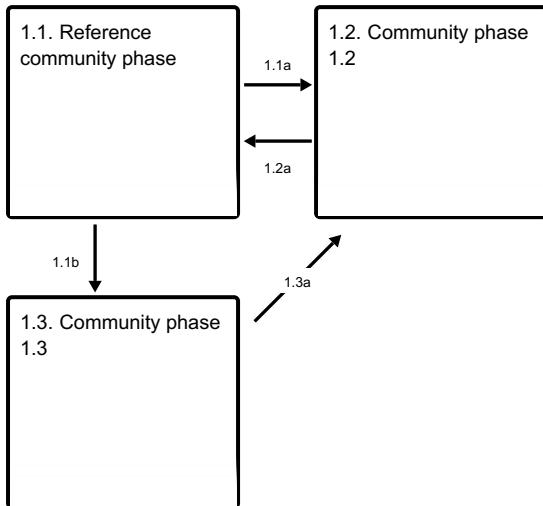 1.1. Reference
community phase
1.1a
1.2. Community phase
1.2
1.2a
1.1b
1.3a
1.3. Community phase
1.3